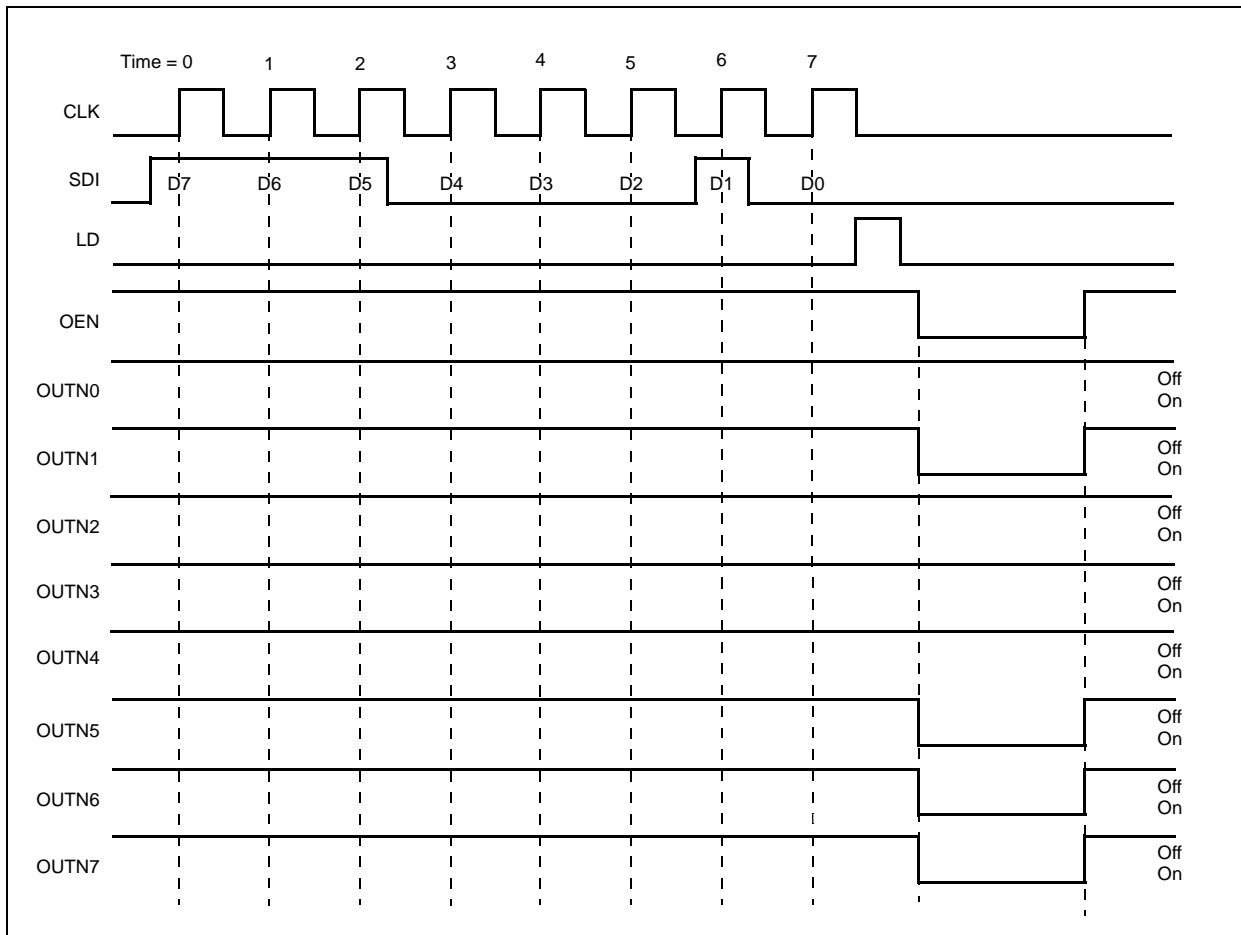 Time = 0 1 2 3 4 5 6 7
CLK
SDI D7 D6 D5 D4 D3 D2 D1 D0
LD
OEN
OUTN0 Off
On
OUTN1 Off
On
OUTN2 Off
On
OUTN3 Off
On
OUTN4 Off
On
OUTN5 Off
On
OUTN6 Off
On
OUTN7 Off
On